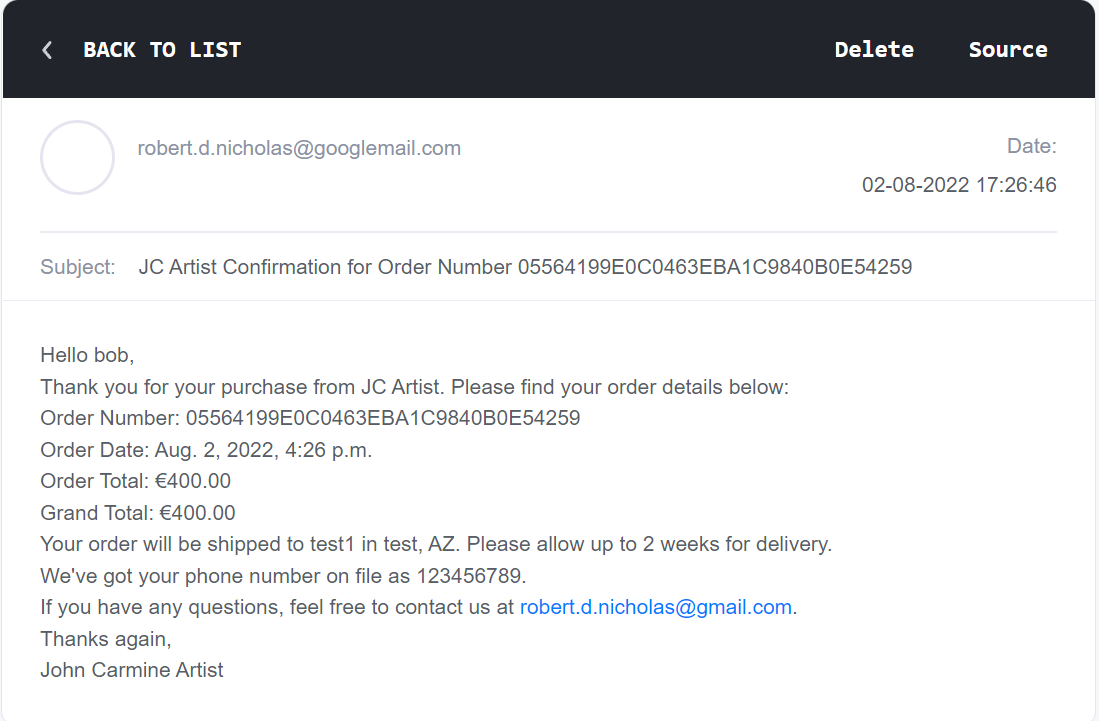 BACK TO LIST Delete Source
robert.d.nicholas@googlemail.com Date:
02-08-2022 17:26:46
Subject: JC Artist Confirmation for Order Number 05564199E0C0463EBA1C9840B0E54259
Hello bob,
Thank you for your purchase from JC Artist. Please find your order details below:
Order Number: 05564199E0C0463EBA1C9840B0E54259
Order Date: Aug. 2, 2022, 4:26 p.m.
Order Total: €400.00
Grand Total: €400.00
Your order will be shipped to test1 in test, AZ. Please allow up to 2 weeks for delivery.
We've got your phone number on file as 123456789.
If you have any questions, feel free to contact us at robert.d.nicholas@gmail.com.
Thanks again,
John Carmine Artist